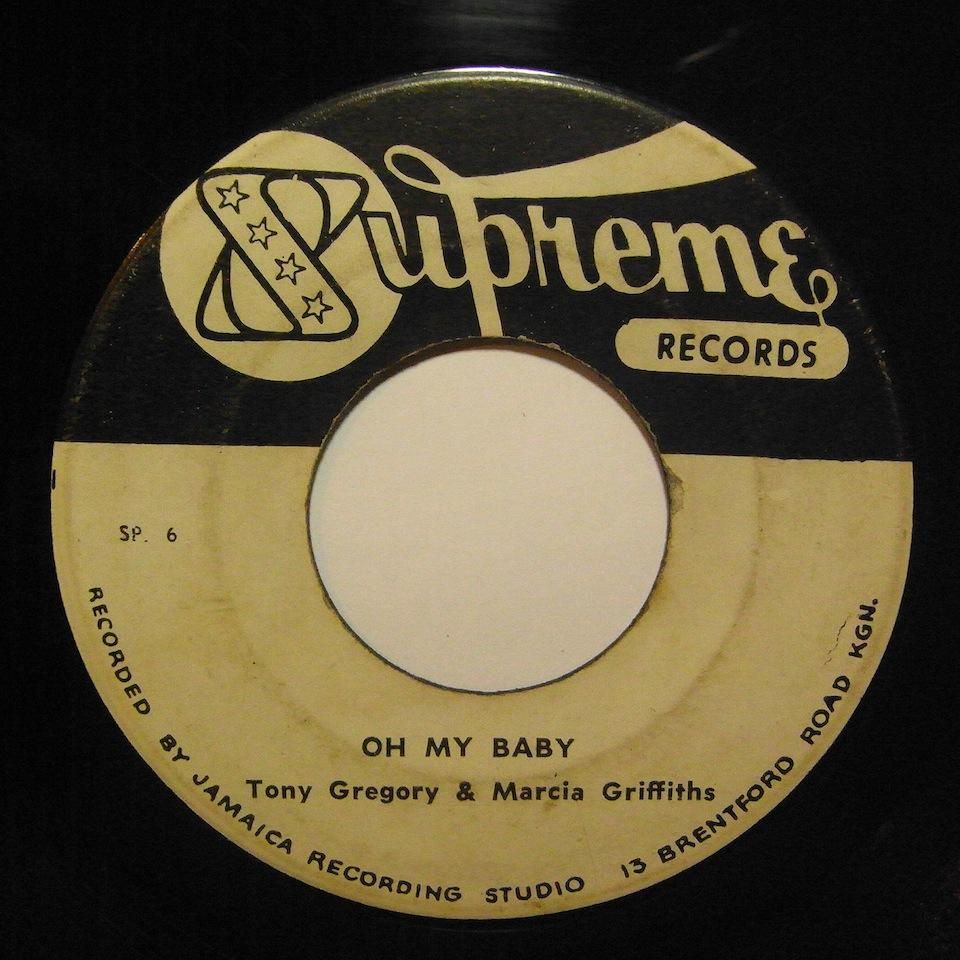 Supreme
RECORDS
SP. 6
OH MY BABY
Tony Gregory & Marcia Griffiths
RECORDED BY JAMAICA RECORDING STUDIO 13 BRENTFORD ROAD KGN.